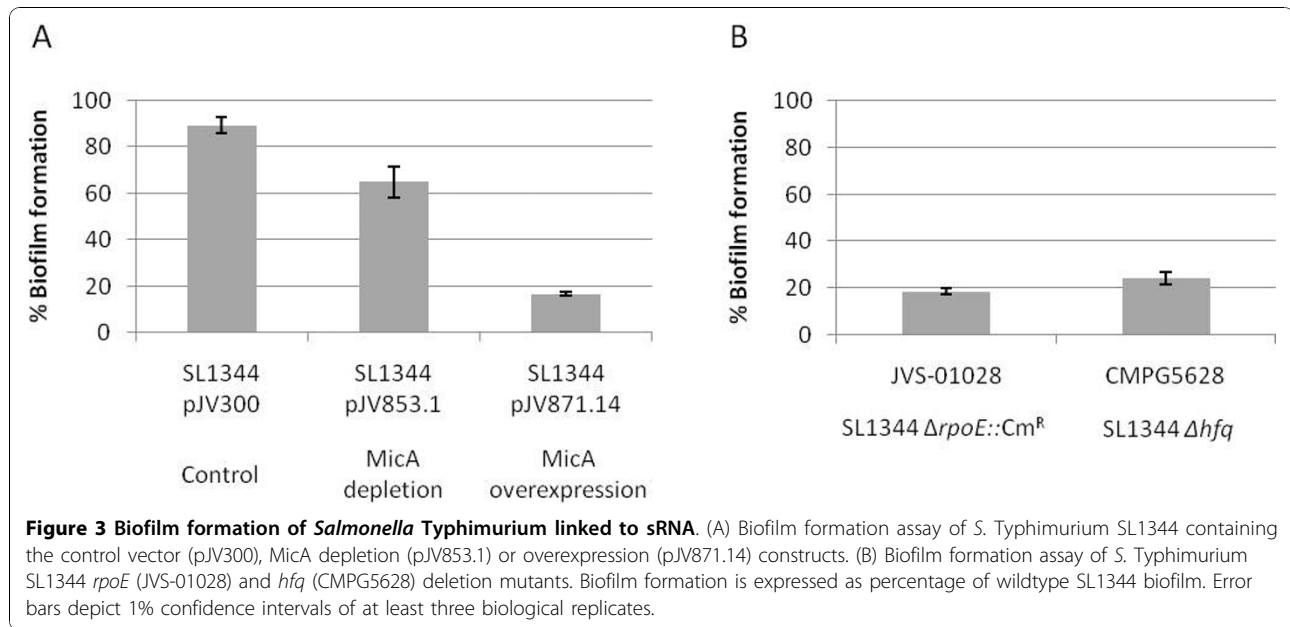 A
% Biofilm formation
100
80
60
40
20
0
SL1344
pJV300
SL1344
pJV853.1
SL1344
pJV871.14
Control
MicA
depletion
MicA
overexpression
B
% Biofilm formation
100
80
60
40
20
0
JVS-01028
CMPG5628
SL1344 ΔrpoE::Cmᴿ
SL1344 Δhfq
Figure 3 Biofilm formation of Salmonella Typhimurium linked to sRNA. (A) Biofilm formation assay of S. Typhimurium SL1344 containing
the control vector (pJV300), MicA depletion (pJV853.1) or overexpression (pJV871.14) constructs. (B) Biofilm formation assay of S. Typhimurium
SL1344 rpoE (JVS-01028) and hfq (CMPG5628) deletion mutants. Biofilm formation is expressed as percentage of wildtype SL1344 biofilm. Error
bars depict 1% confidence intervals of at least three biological replicates.